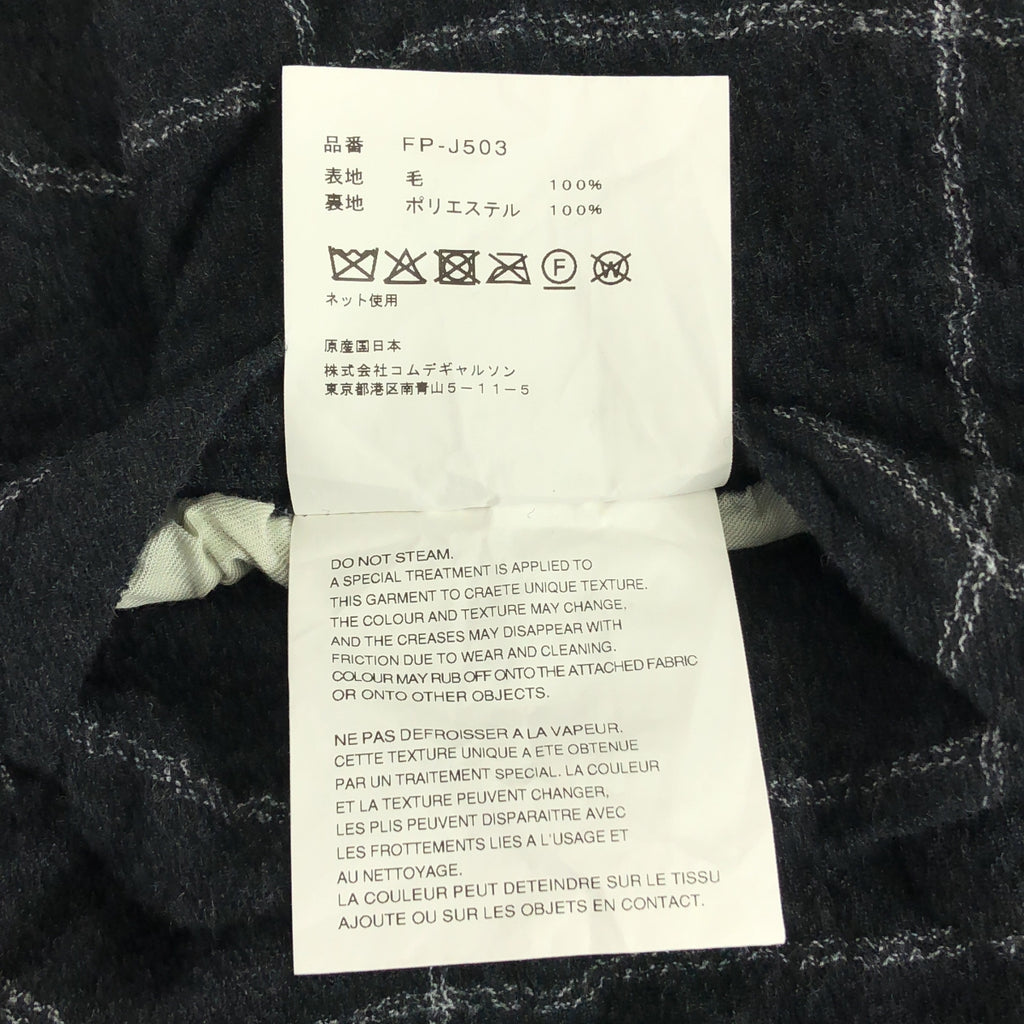 品番 FP-J503
表地 毛 100%
裏地 ポリエステル 100%
F W
ネット使用
原産国日本
株式会社コムデギャルソン
東京都港区南青山5-11-5
DO NOT STEAM.
A SPECIAL TREATMENT IS APPLIED TO
THIS GARMENT TO CRAETE UNIQUE TEXTURE.
THE COLOUR AND TEXTURE MAY CHANGE,
AND THE CREASES MAY DISAPPEAR WITH
FRICTION DUE TO WEAR AND CLEANING.
COLOUR MAY RUB OFF ONTO THE ATTACHED FABRIC
OR ONTO OTHER OBJECTS.
NE PAS DEFROISSER A LA VAPEUR.
CETTE TEXTURE UNIQUE A ETE OBTENUE
PAR UN TRAITEMENT SPECIAL. LA COULEUR
ET LA TEXTURE PEUVENT CHANGER,
LES PLIS PEUVENT DISPARAITRE AVEC
LES FROTTEMENTS LIES A L'USAGE ET
AU NETTOYAGE.
LA COULEUR PEUT DETEINDRE SUR LE TISSU
AJOUTE OU SUR LES OBJETS EN CONTACT.